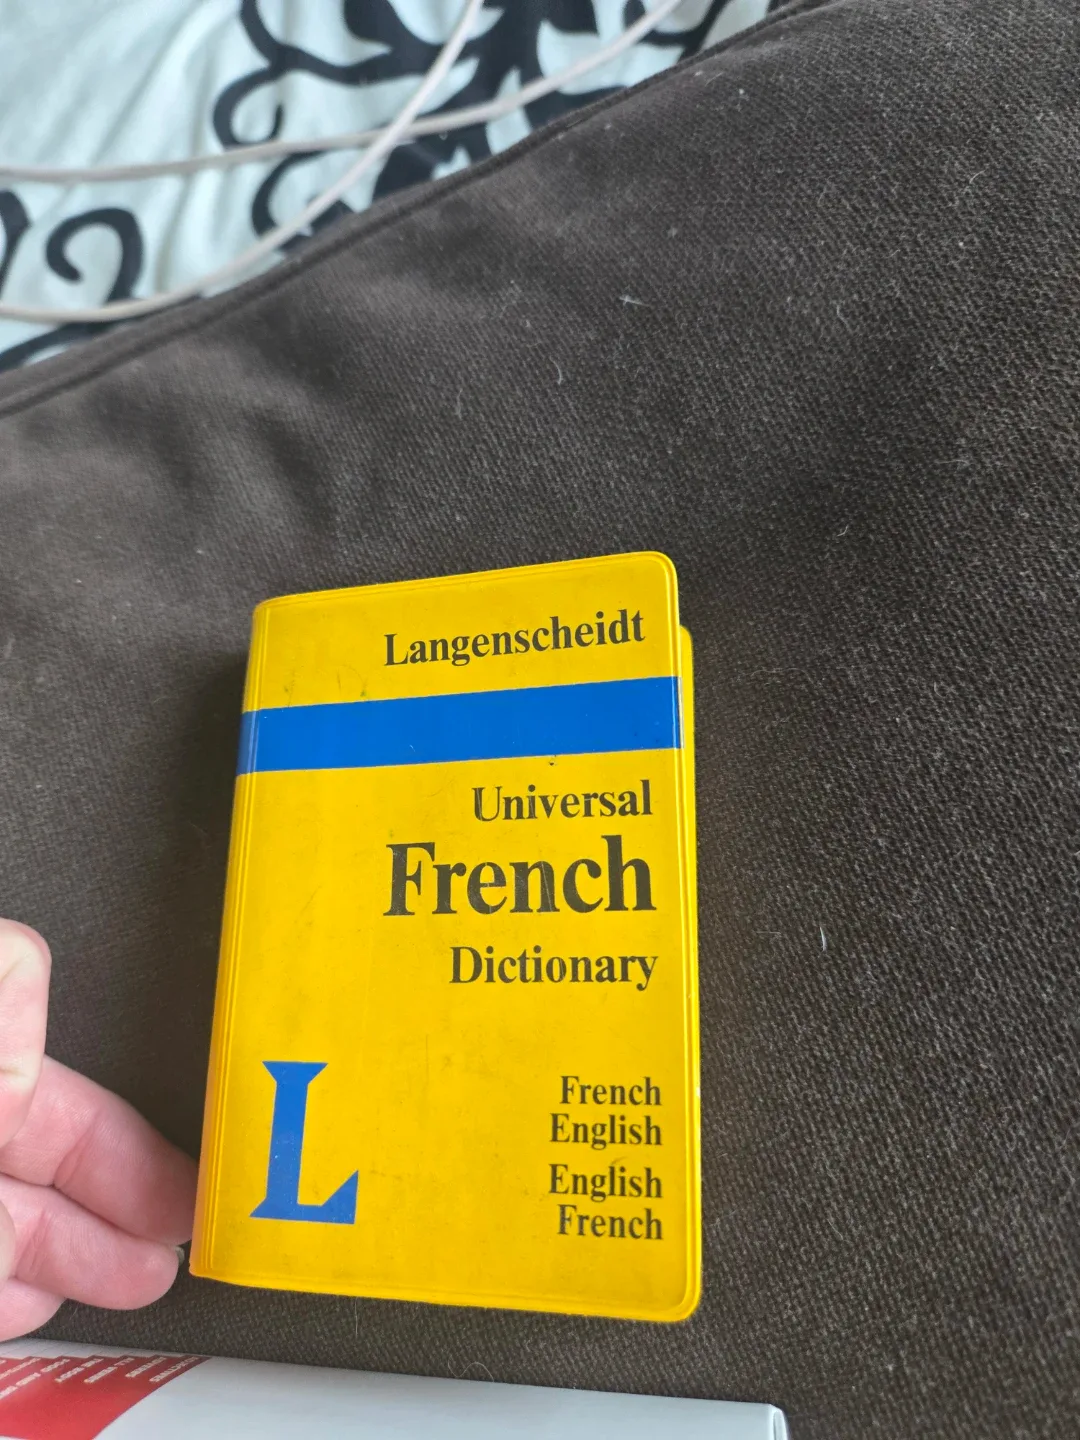 Langenscheidt
Universal
French
Dictionary
L
French
English
English
French